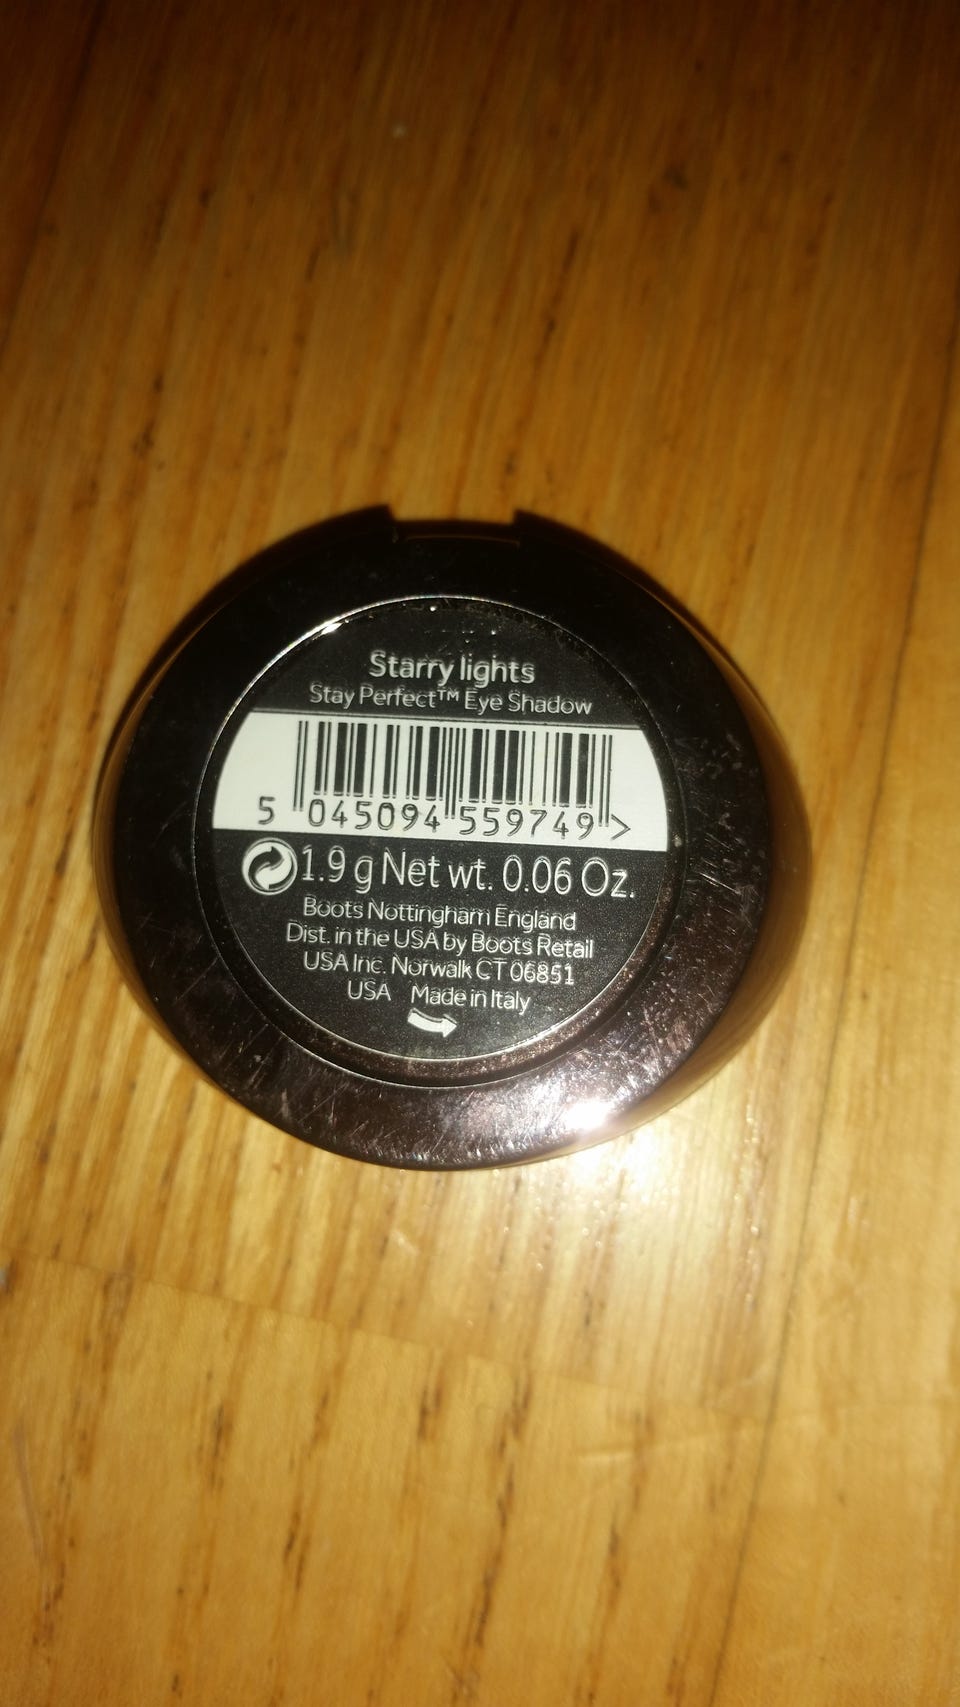 Starry lights
Stay Perfect™ Eye Shadow
5 045094 559749 >
1.9 g Net wt. 0.06 Oz.
Boots Nottingham England
Dist. in the USA by Boots Retail
USA Inc. Norwalk CT 06851
USA Made in Italy